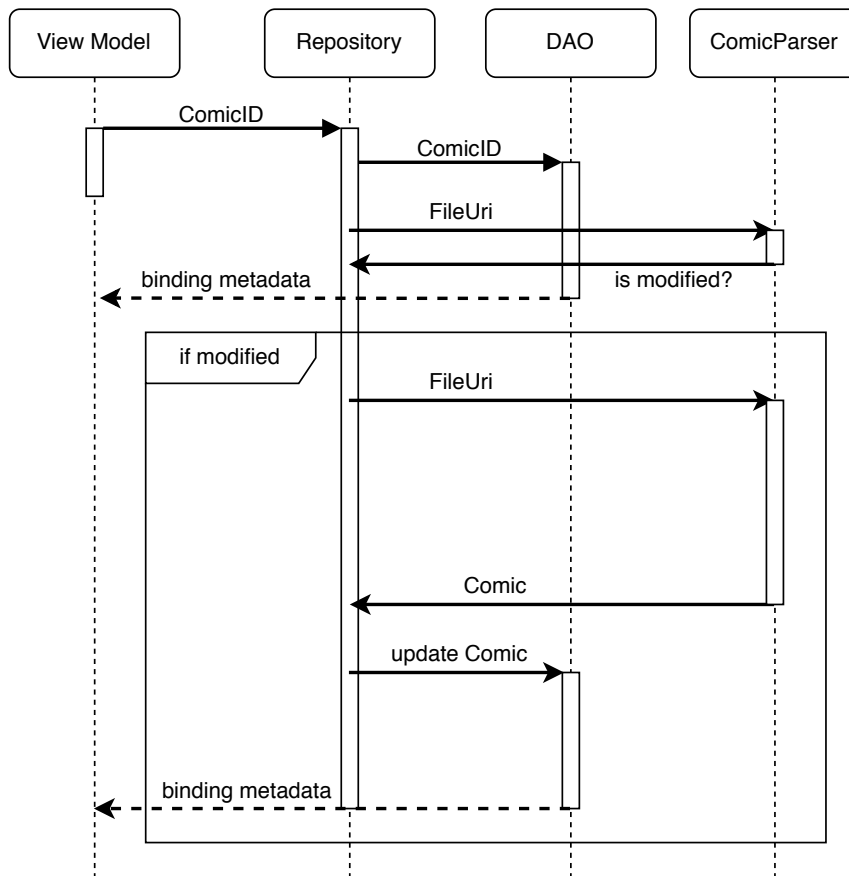 View Model
Repository
DAO
ComicParser
ComicID
ComicID
FileUri
is modified?
binding metadata
if modified
FileUri
Comic
update Comic
binding metadata